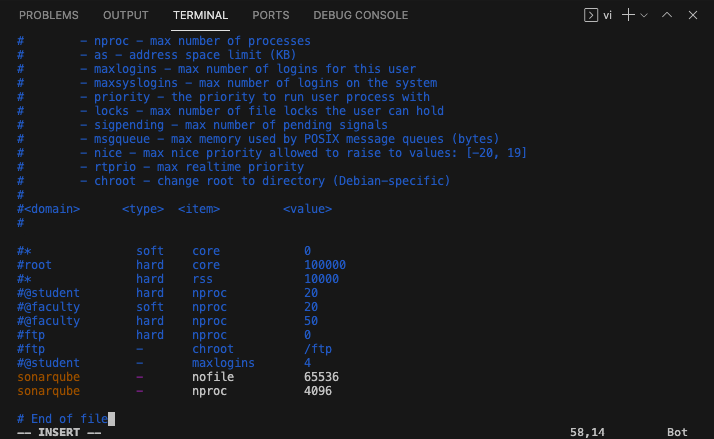 PROBLEMS OUTPUT TERMINAL PORTS DEBUG CONSOLE vi
#        - nproc - max number of processes
#        - as - address space limit (KB)
#        - maxlogins - max number of logins for this user
#        - maxsyslogins - max number of logins on the system
#        - priority - the priority to run user process with
#        - locks - max number of file locks the user can hold
#        - sigpending - max number of pending signals
#        - msgqueue - max memory used by POSIX message queues (bytes)
#        - nice - max nice priority allowed to raise to values: [-20, 19]
#        - rtprio - max realtime priority
#        - chroot - change root to directory (Debian-specific)
#
#<domain>      <type>  <item>         <value>
#
#*               soft    core            0
#root            hard    core            100000
#*               hard    rss             10000
#@student        hard    nproc           20
#@faculty        soft    nproc           20
#@faculty        hard    nproc           50
#ftp             hard    nproc           0
#ftp             -       chroot          /ftp
#@student        -       maxlogins       4
sonarqube        -       nofile          65536
sonarqube        -       nproc           4096
# End of file
-- INSERT -- 58,14 Bot